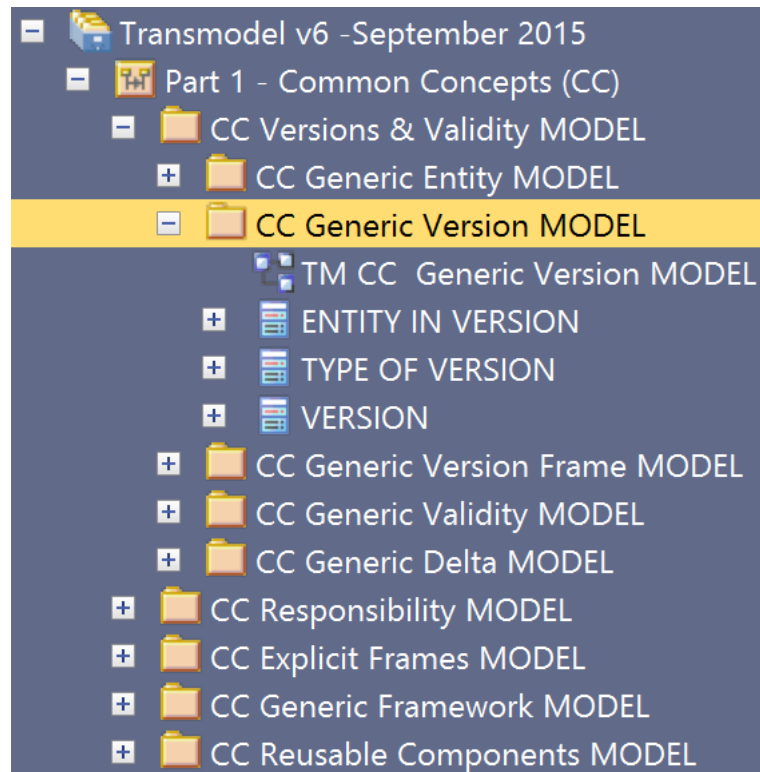 Transmodel v6 -September 2015
Part 1 - Common Concepts (CC)
CC Versions & Validity MODEL
CC Generic Entity MODEL
CC Generic Version MODEL
TM CC  Generic Version MODEL
ENTITY IN VERSION
TYPE OF VERSION
VERSION
CC Generic Version Frame MODEL
CC Generic Validity MODEL
CC Generic Delta MODEL
CC Responsibility MODEL
CC Explicit Frames MODEL
CC Generic Framework MODEL
CC Reusable Components MODEL